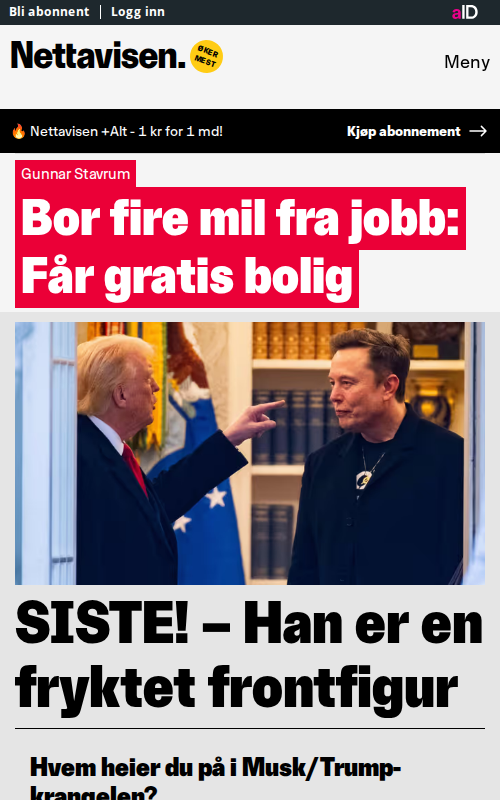 Bli abonnent | Logg inn
aID
Nettavisen.
ØKER
MEST
Meny
Nettavisen +Alt - 1 kr for 1 md!
Kjøp abonnement
Gunnar Stavrum
Bor fire mil fra jobb:
Får gratis bolig
SISTE! – Han er en
fryktet frontfigur
Hvem heier du på i Musk/Trump-
krangelen?